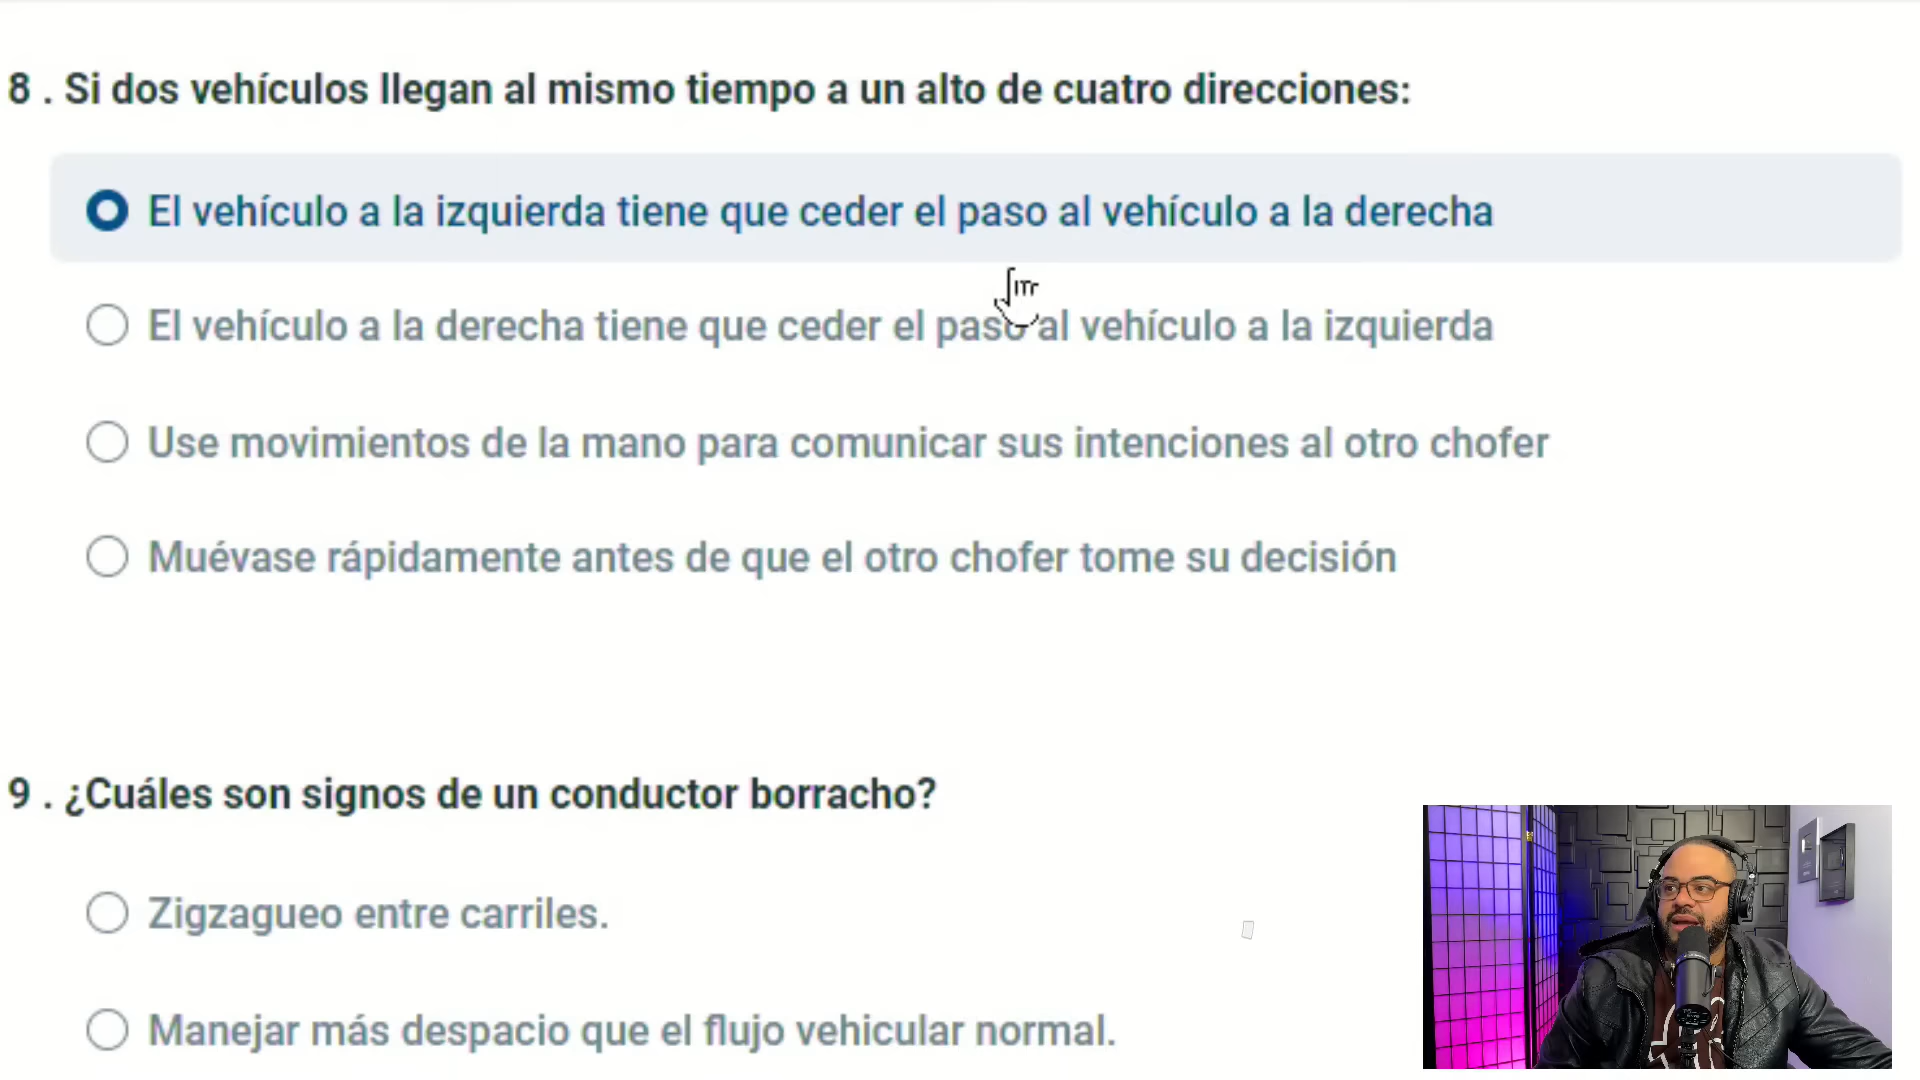 8 . Si dos vehículos llegan al mismo tiempo a un alto de cuatro direcciones:
El vehículo a la izquierda tiene que ceder el paso al vehículo a la derecha
El vehículo a la derecha tiene que ceder el paso al vehículo a la izquierda
Use movimientos de la mano para comunicar sus intenciones al otro chofer
Muévase rápidamente antes de que el otro chofer tome su decisión
9 . ¿Cuáles son signos de un conductor borracho?
Zigzagueo entre carriles.
Manejar más despacio que el flujo vehicular normal.